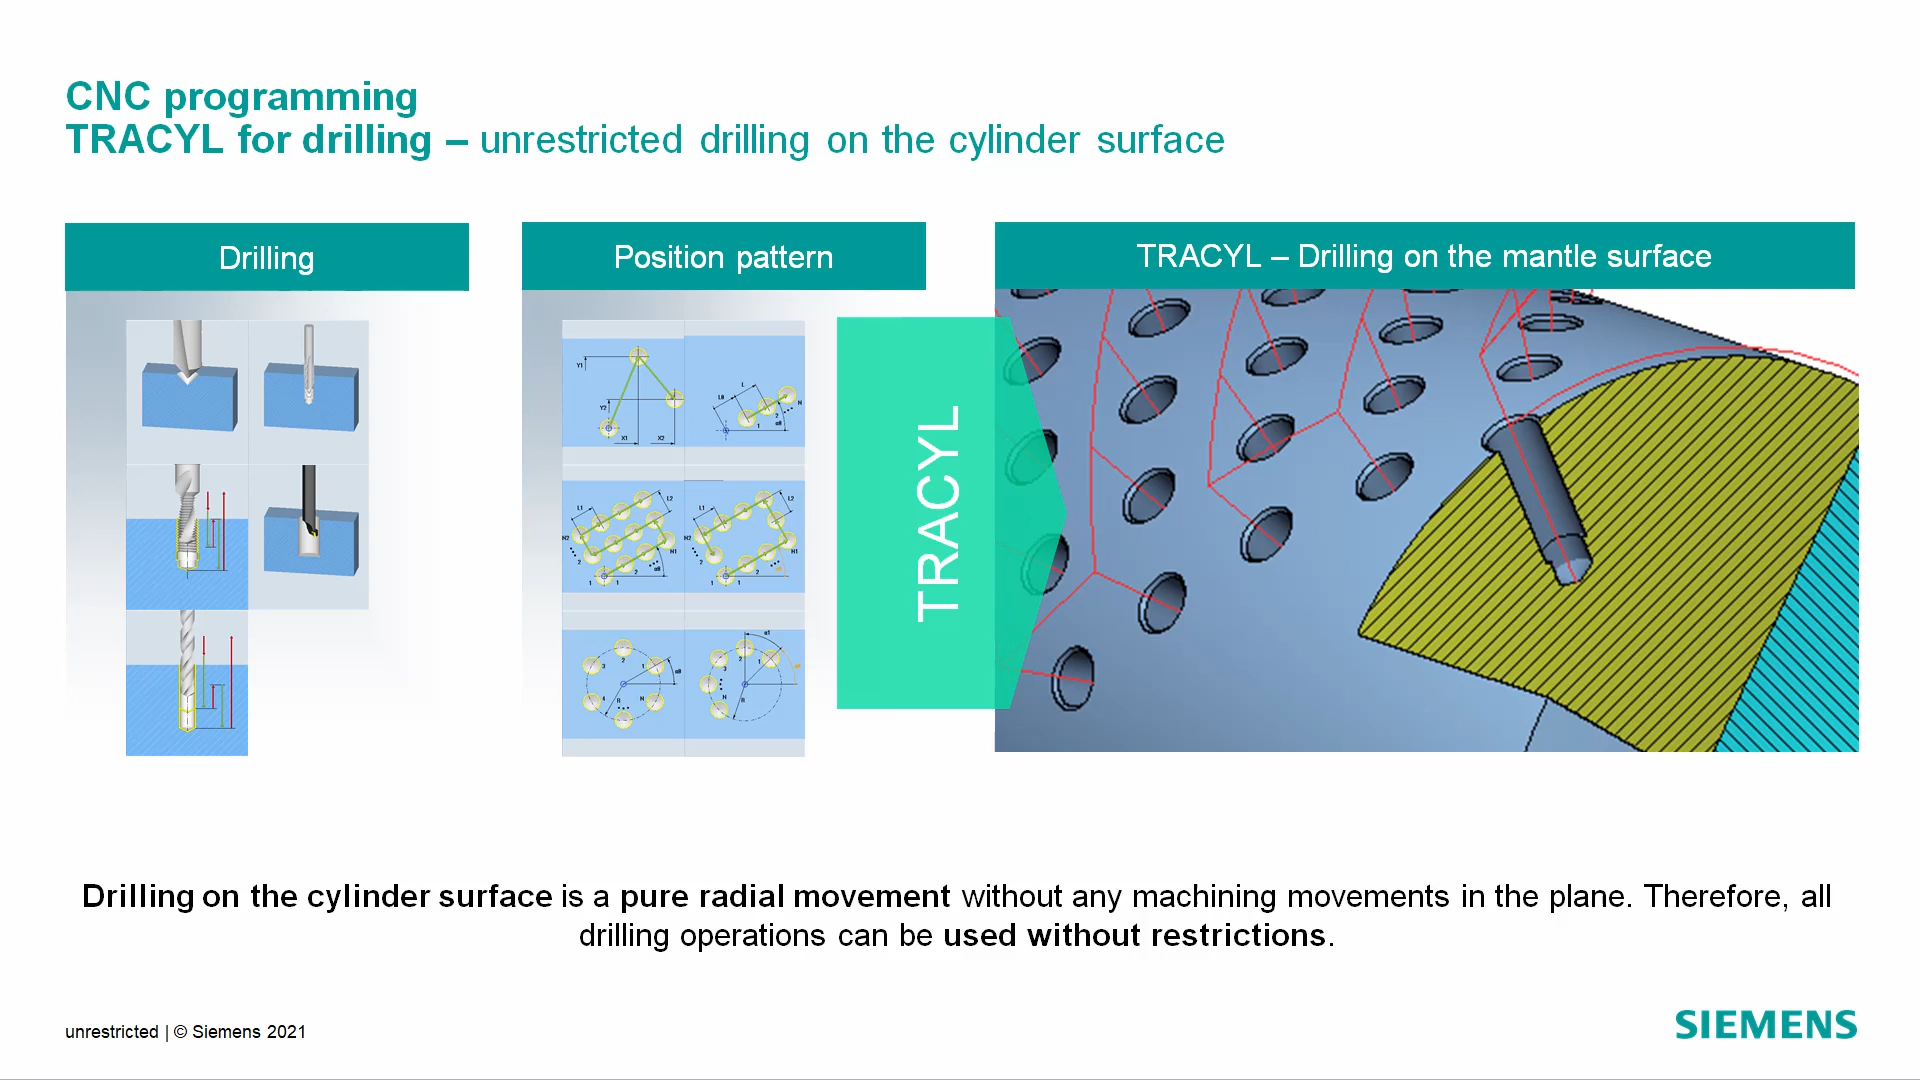 CNC programming
TRACYL for drilling – unrestricted drilling on the cylinder surface
Drilling
Position pattern
TRACYL – Drilling on the mantle surface
TRACYL
Drilling on the cylinder surface is a pure radial movement without any machining movements in the plane. Therefore, all
drilling operations can be used without restrictions.
unrestricted | © Siemens 2021
SIEMENS